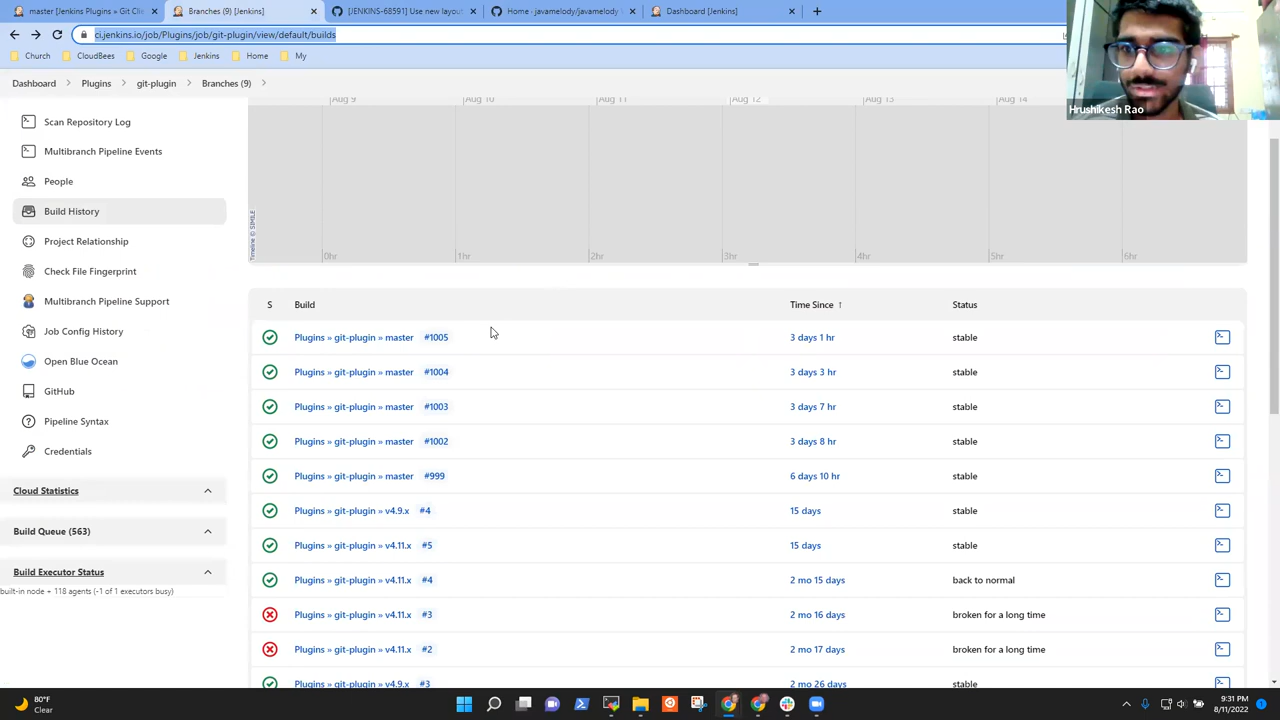 master [Jenkins » Plugins » Git Clie
Branches (9) [Jenkins]
[JENKINS-68591] Use new layou
Home · javamelody/javamelody W
Dashboard [Jenkins]
ci.jenkins.io/job/Plugins/job/git-plugin/view/default/builds
Church
CloudBees
Google
Jenkins
Home
My
Dashboard
Plugins
git-plugin
Branches (9)
Hrushikesh Rao
Scan Repository Log
Multibranch Pipeline Events
People
Build History
Project Relationship
Check File Fingerprint
Multibranch Pipeline Support
Job Config History
Open Blue Ocean
GitHub
Pipeline Syntax
Credentials
Cloud Statistics
Build Queue (563)
Build Executor Status
built-in node + 118 agents (-1 of 1 executors busy)
Aug 9 Aug 10 Aug 11 Aug 12 Aug 13 Aug 14
Timeline © SIMILE
0hr 1hr 2hr 3hr 4hr 5hr 6hr
S Build Time Since ↑ Status
Plugins » git-plugin » master #1005 3 days 1 hr stable
Plugins » git-plugin » master #1004 3 days 3 hr stable
Plugins » git-plugin » master #1003 3 days 7 hr stable
Plugins » git-plugin » master #1002 3 days 8 hr stable
Plugins » git-plugin » master #999 6 days 10 hr stable
Plugins » git-plugin » v4.9.x #4 15 days stable
Plugins » git-plugin » v4.11.x #5 15 days stable
Plugins » git-plugin » v4.11.x #4 2 mo 15 days back to normal
Plugins » git-plugin » v4.11.x #3 2 mo 16 days broken for a long time
Plugins » git-plugin » v4.11.x #2 2 mo 17 days broken for a long time
Plugins » git-plugin » v4.9.x #3 2 mo 26 days stable
80°F
Clear
9:31 PM
8/11/2022